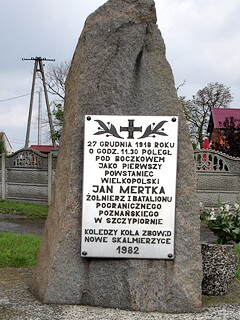 27 GRUDNIA 1918 ROKU
O GODZ. 11.30 POLEGŁ
POD BOCZKOWEM
JAKO PIERWSZY
POWSTANIEC
WIELKOPOLSKI
JAN MERTKA
ŻOŁNIERZ I BATALIONU
POGRANICZNEGO
POZNAŃSKIEGO
W SZCZYPIORNIE
KOLEDZY KOŁA ZBOWID
NOWE SKALMIERZYCE
1982